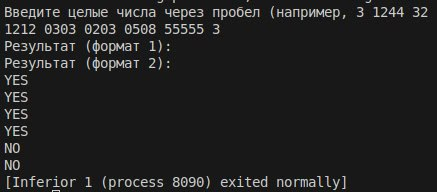 Введите целые числа через пробел (например, 3 1244 32
1212 0303 0203 0508 55555 3
Результат (формат 1):
Результат (формат 2):
YES
YES
YES
YES
NO
NO
[Inferior 1 (process 8090) exited normally]